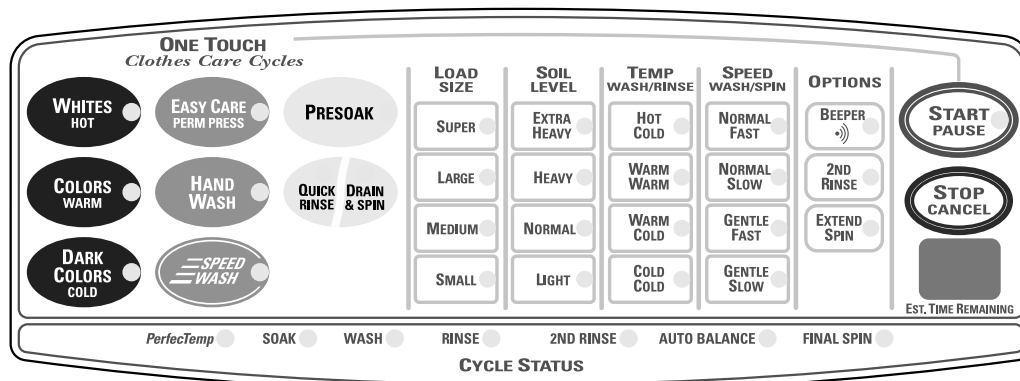 ONE TOUCH
Clothes Care Cycles
WHITES
HOT
EASY CARE
PERM PRESS
PRESOAK
COLORS
WARM
HAND
WASH
QUICK
RINSE
DRAIN
& SPIN
DARK
COLORS
COLD
SPEED
WASH
LOAD
SIZE
SUPER
LARGE
MEDIUM
SMALL
SOIL
LEVEL
EXTRA
HEAVY
HEAVY
NORMAL
LIGHT
TEMP
WASH/RINSE
HOT
COLD
WARM
WARM
WARM
COLD
COLD
COLD
SPEED
WASH/SPIN
NORMAL
FAST
NORMAL
SLOW
GENTLE
FAST
GENTLE
SLOW
OPTIONS
BEEPER
2ND
RINSE
EXTEND
SPIN
START
PAUSE
STOP
CANCEL
EST. TIME REMAINING
PerfecTemp SOAK WASH RINSE 2ND RINSE AUTO BALANCE FINAL SPIN
CYCLE STATUS